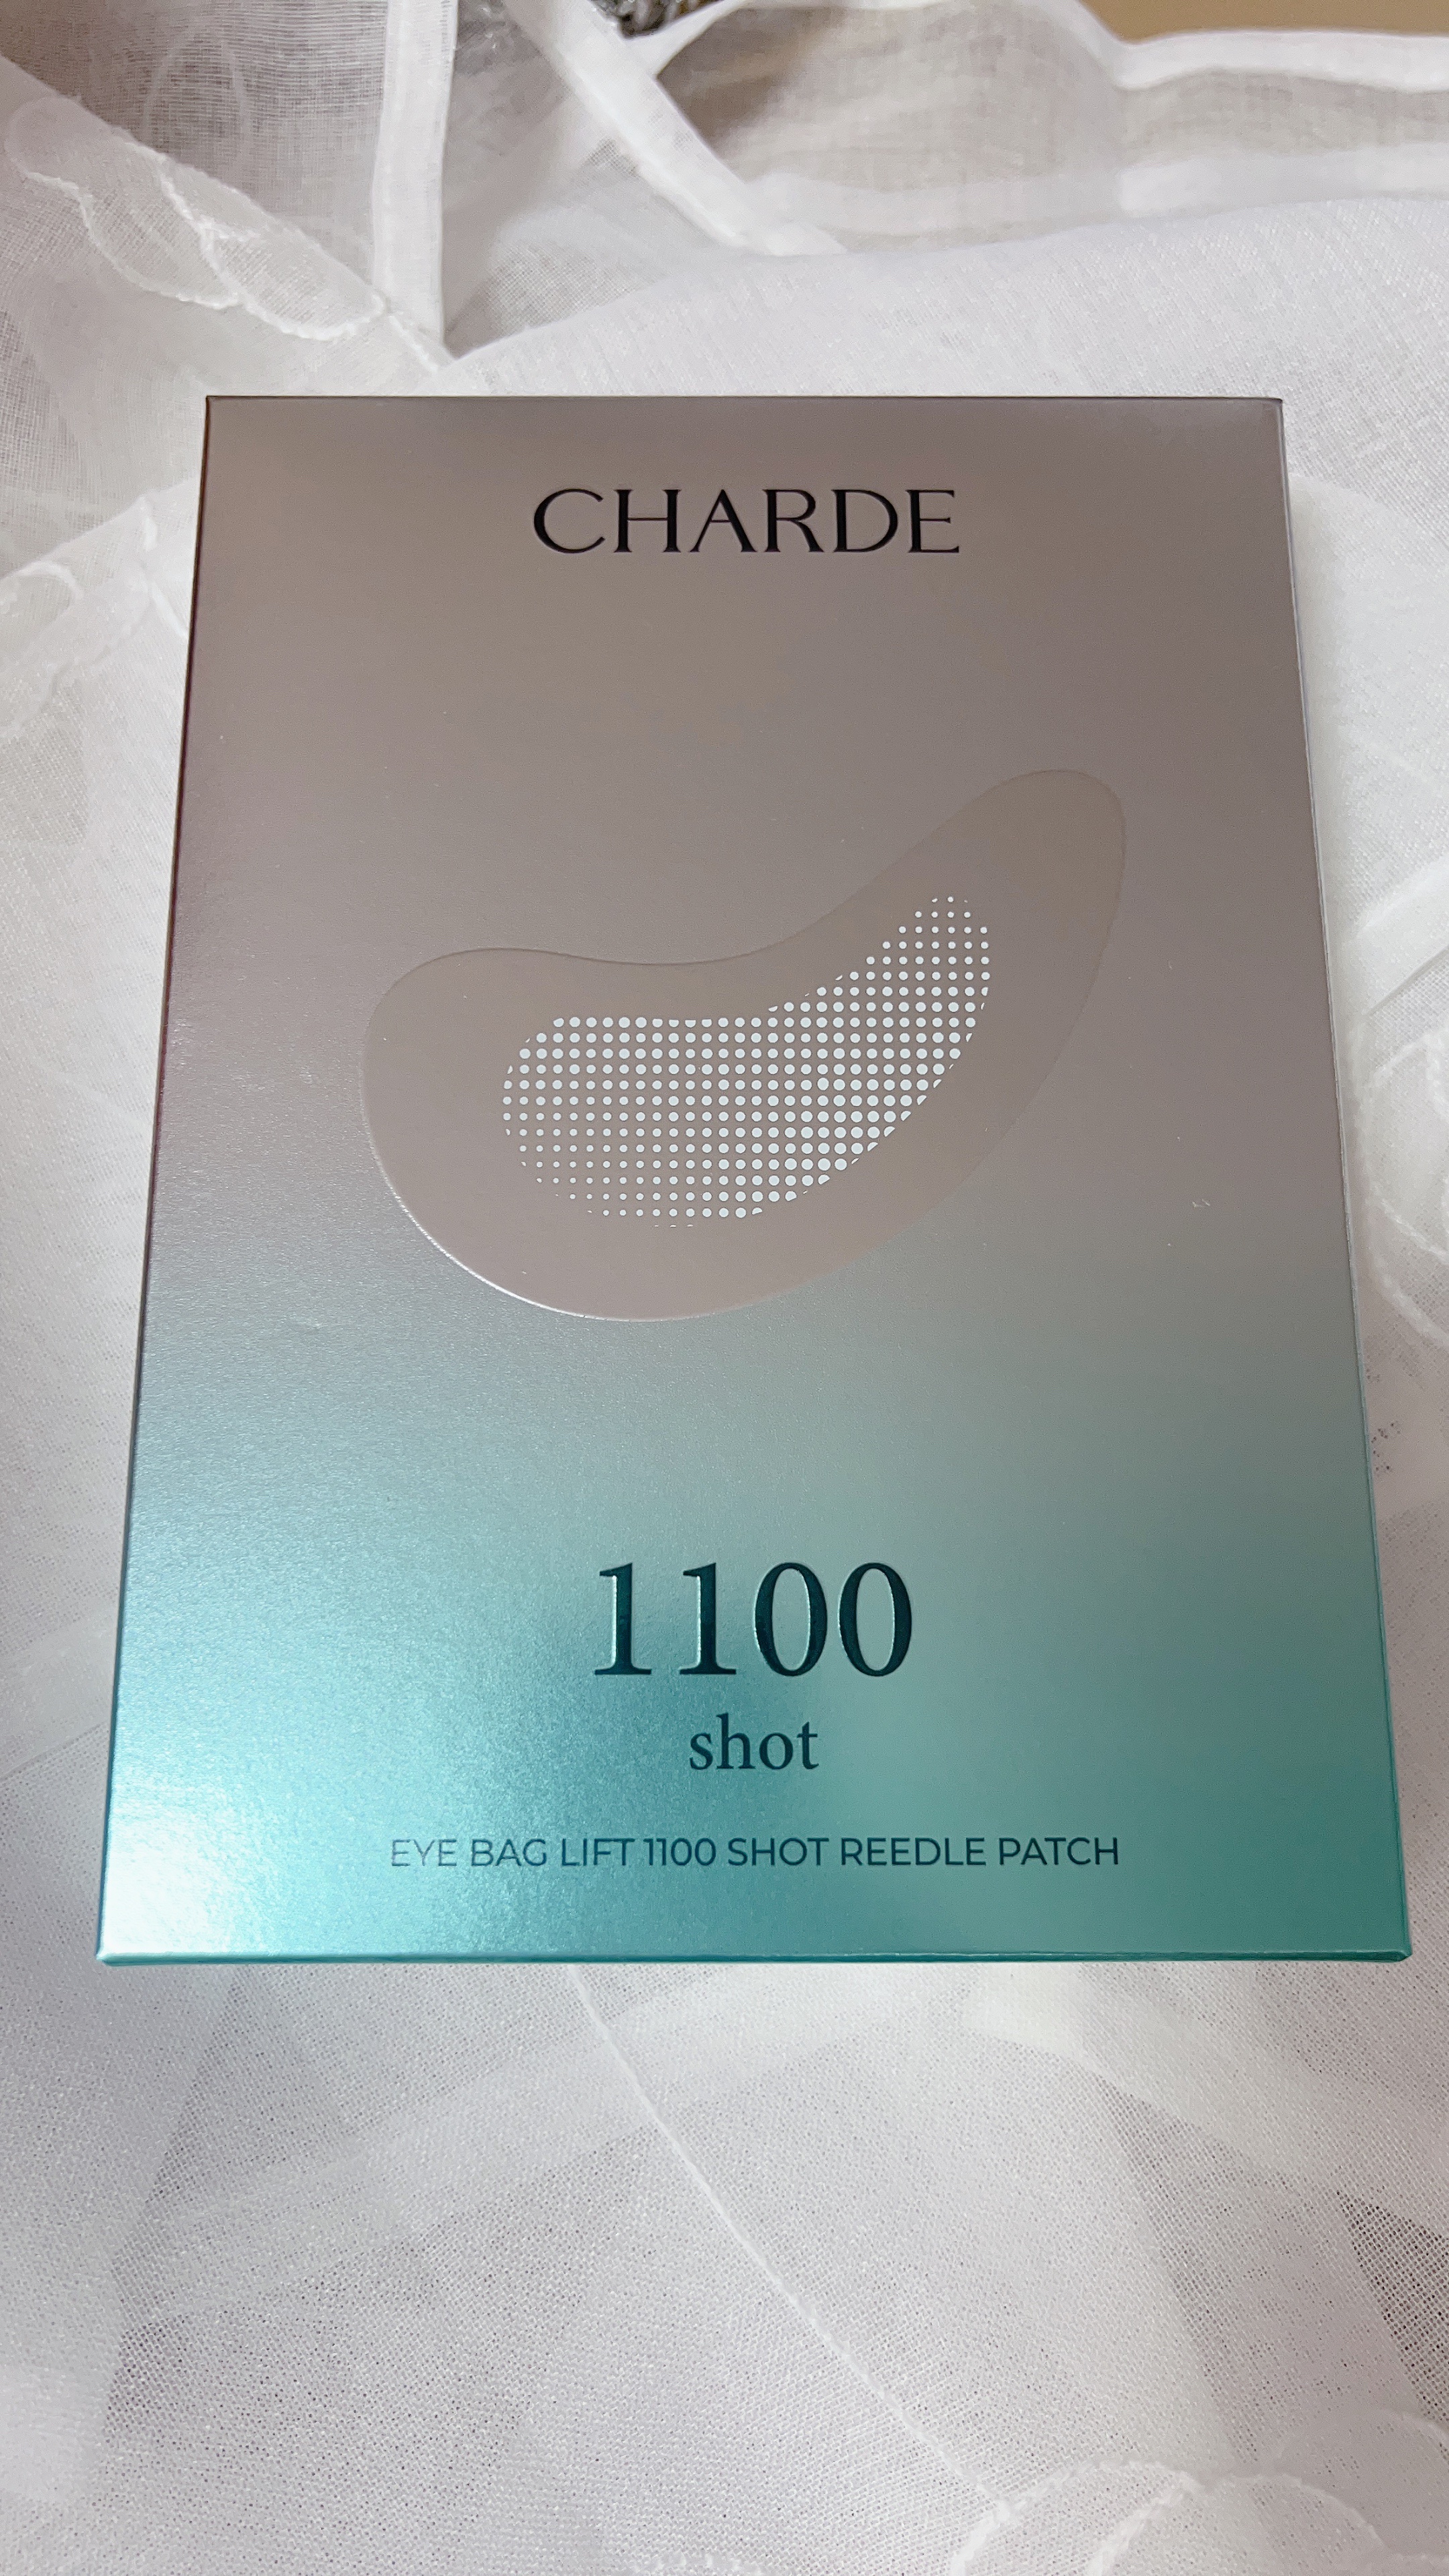 CHARDE
1100
shot
EYE BAG LIFT 1100 SHOT REEDLE PATCH